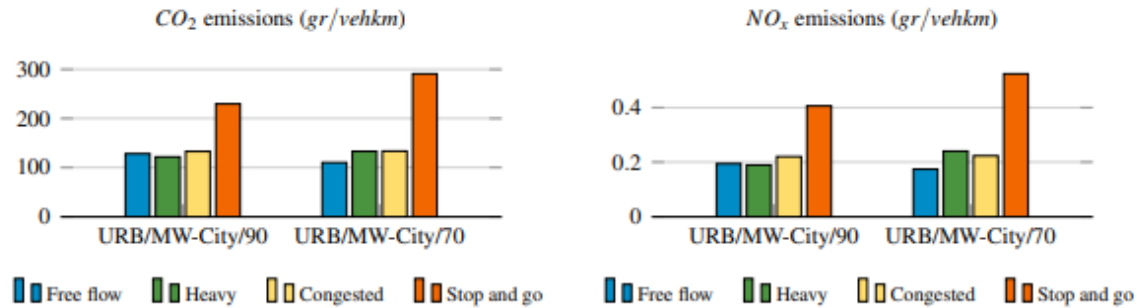 CO₂ emissions (gr/vehkm)
300
200
100
0
URB/MW-City/90 URB/MW-City/70
Free flow Heavy Congested Stop and go
NOₓ emissions (gr/vehkm)
0.4
0.2
0
URB/MW-City/90 URB/MW-City/70
Free flow Heavy Congested Stop and go